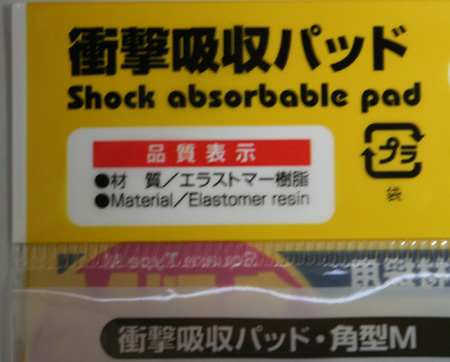 衝撃吸収パッド
Shock absorbable pad
品質表示
●材 質／エラストマー樹脂
●Material／Elastomer resin
プラ
袋
衝撃吸収パッド・角型M